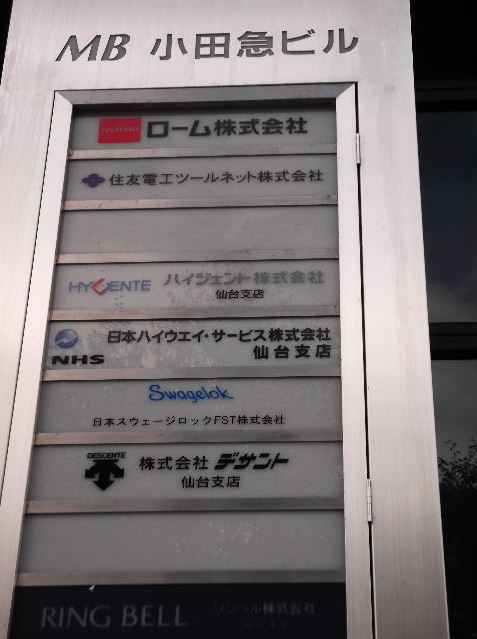 MB 小田急ビル
ROHM ローム株式会社
住友電工ツールネット株式会社
HYGENTE ハイジェント株式会社
仙台支店
日本ハイウエイ・サービス株式会社
NHS 仙台支店
Swagelok
日本スウェージロックFST株式会社
DESCENTE 株式会社 デサント
仙台支店
RING BELL リンベル株式会社